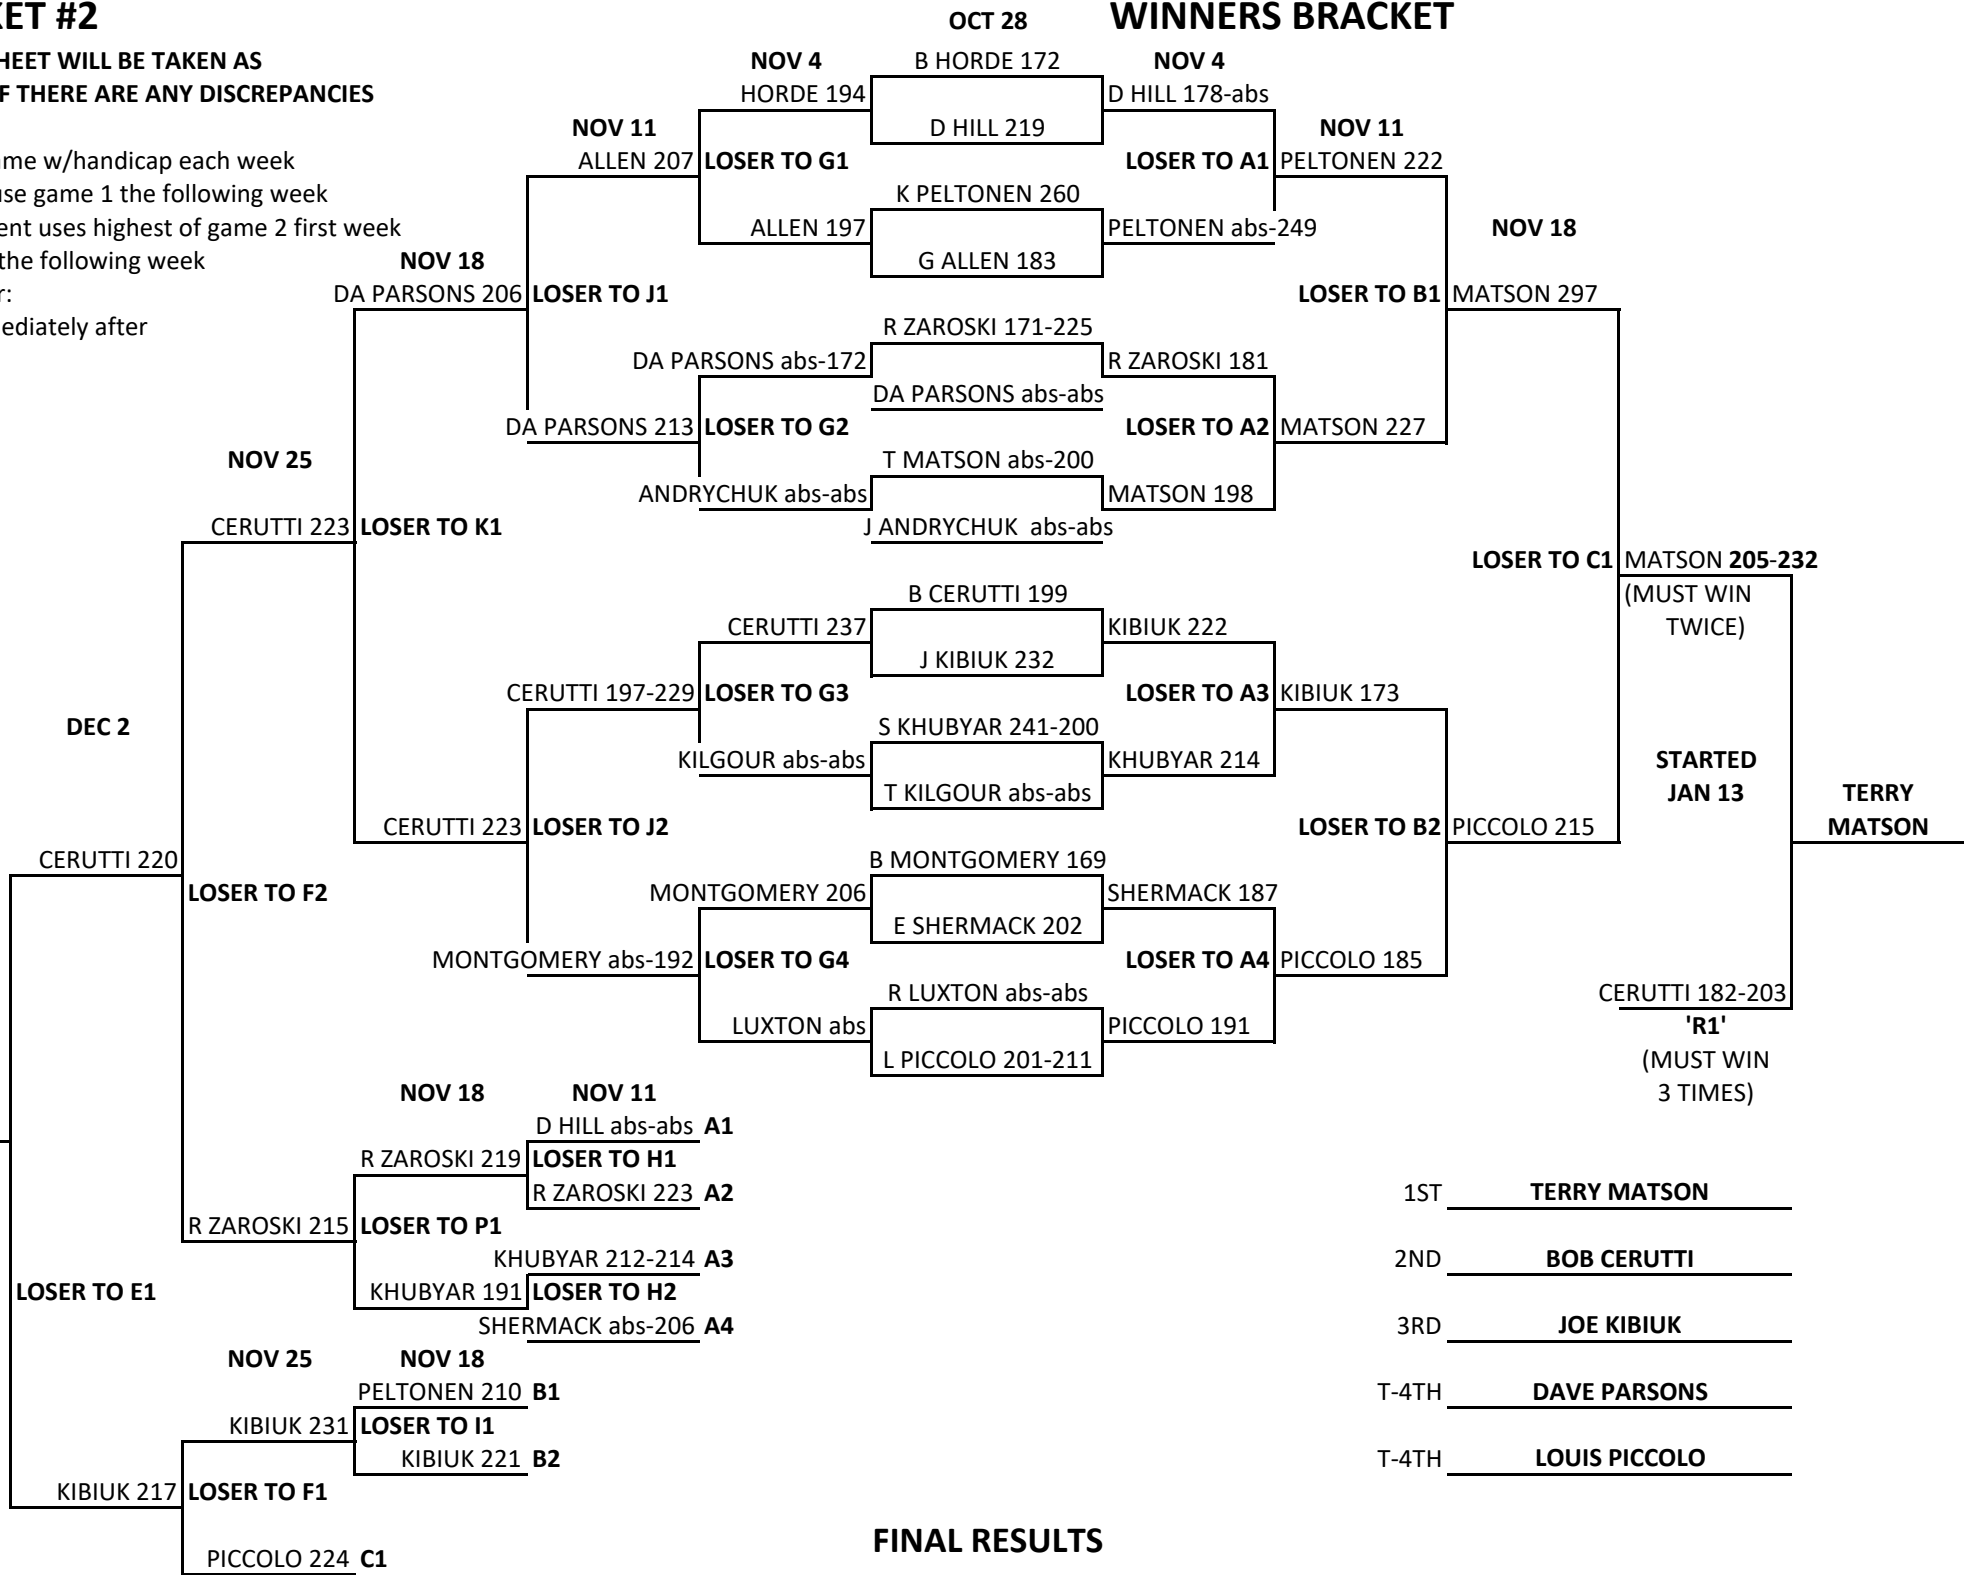 KET #2
OCT 28
WINNERS BRACKET
HEET WILL BE TAKEN AS
NOV 4
B HORDE 172
NOV 4
F THERE ARE ANY DISCREPANCIES
HORDE 194
D HILL 178-abs
NOV 11
D HILL 219
NOV 11
ame w/handicap each week
ALLEN 207
LOSER TO G1
LOSER TO A1
PELTONEN 222
use game 1 the following week
K PELTONEN 260
ent uses highest of game 2 first week
ALLEN 197
PELTONEN abs-249
NOV 18
the following week
NOV 18
G ALLEN 183
r:
DA PARSONS 206
LOSER TO J1
LOSER TO B1
MATSON 297
ediately after
R ZAROSKI 171-225
DA PARSONS abs-172
R ZAROSKI 181
DA PARSONS abs-abs
DA PARSONS 213
LOSER TO G2
LOSER TO A2
MATSON 227
NOV 25
T MATSON abs-200
ANDRYCHUK abs-abs
MATSON 198
CERUTTI 223
LOSER TO K1
J ANDRYCHUK  abs-abs
LOSER TO C1
MATSON 205-232
B CERUTTI 199
(MUST WIN
CERUTTI 237
KIBIUK 222
TWICE)
J KIBIUK 232
CERUTTI 197-229
LOSER TO G3
LOSER TO A3
KIBIUK 173
DEC 2
S KHUBYAR 241-200
KILGOUR abs-abs
KHUBYAR 214
STARTED
T KILGOUR abs-abs
JAN 13
TERRY
CERUTTI 223
LOSER TO J2
LOSER TO B2
PICCOLO 215
MATSON
CERUTTI 220
B MONTGOMERY 169
LOSER TO F2
MONTGOMERY 206
SHERMACK 187
E SHERMACK 202
MONTGOMERY abs-192
LOSER TO G4
LOSER TO A4
PICCOLO 185
R LUXTON abs-abs
CERUTTI 182-203
LUXTON abs
PICCOLO 191
'R1'
L PICCOLO 201-211
(MUST WIN
NOV 18
NOV 11
3 TIMES)
D HILL abs-abs
A1
R ZAROSKI 219
LOSER TO H1
R ZAROSKI 223
A2
1ST
TERRY MATSON
R ZAROSKI 215
LOSER TO P1
KHUBYAR 212-214
A3
2ND
BOB CERUTTI
LOSER TO E1
KHUBYAR 191
LOSER TO H2
SHERMACK abs-206
A4
3RD
JOE KIBIUK
NOV 25
NOV 18
PELTONEN 210
B1
T-4TH
DAVE PARSONS
KIBIUK 231
LOSER TO I1
KIBIUK 221
B2
T-4TH
LOUIS PICCOLO
KIBIUK 217
LOSER TO F1
FINAL RESULTS
PICCOLO 224
C1